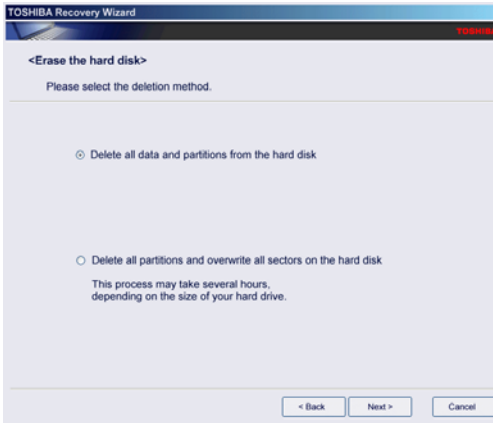 TOSHIBA Recovery Wizard
TOSHIBA
<Erase the hard disk>
Please select the deletion method.
Delete all data and partitions from the hard disk
Delete all partitions and overwrite all sectors on the hard disk
This process may take several hours,
depending on the size of your hard drive.
< Back Next > Cancel